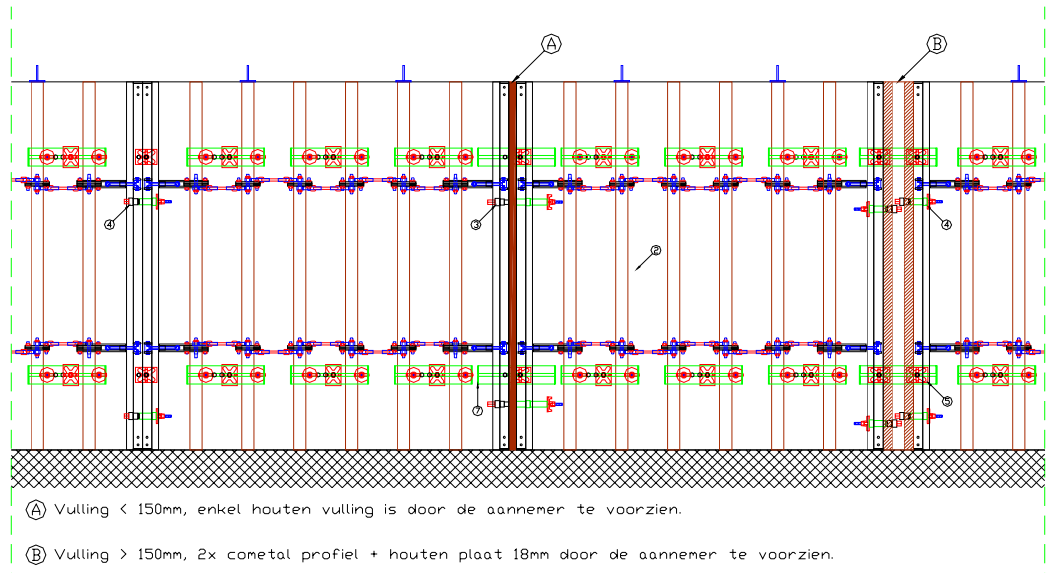 A
B
4
3
2
4
7
5
A Vulling < 150mm, enkel houten vulling is door de aannemer te voorzien.
B Vulling > 150mm, 2x cometal profiel + houten plaat 18mm door de aannemer te voorzien.